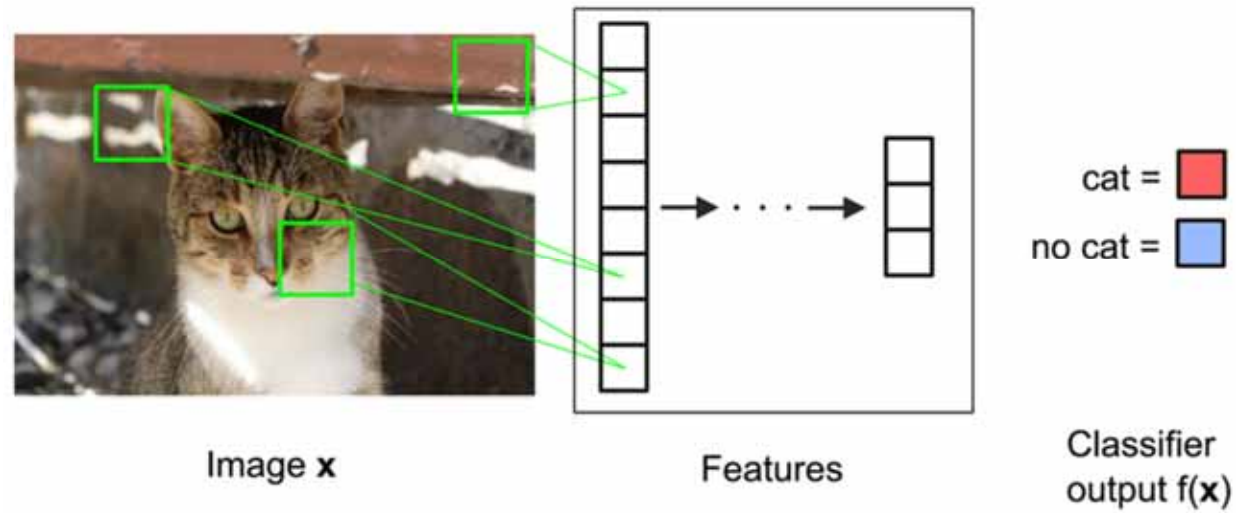 cat =
no cat =
Image x
Features
Classifier
output f(x)